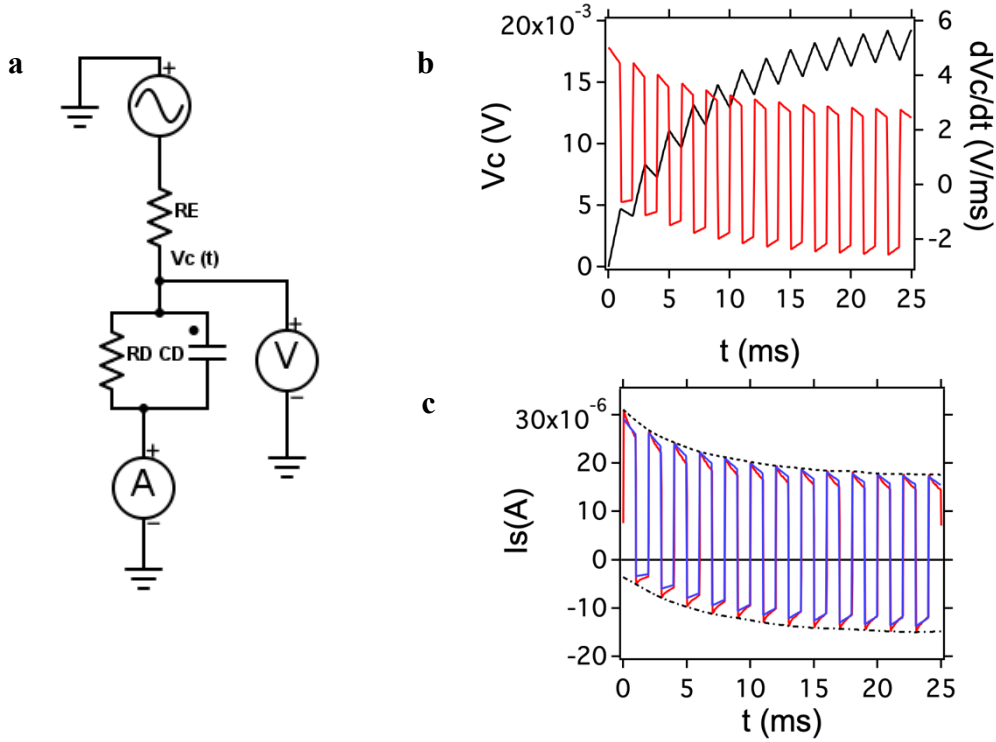 a
+
RE
Vc (t)
RD CD
+
V
−
+
A
−
b
20x10⁻³
15
10
5
0
Vc (V)
6
4
2
0
-2
dVc/dt (V/ms)
0 5 10 15 20 25
t (ms)
c
30x10⁻⁶
20
10
0
-10
-20
Is(A)
0 5 10 15 20 25
t (ms)